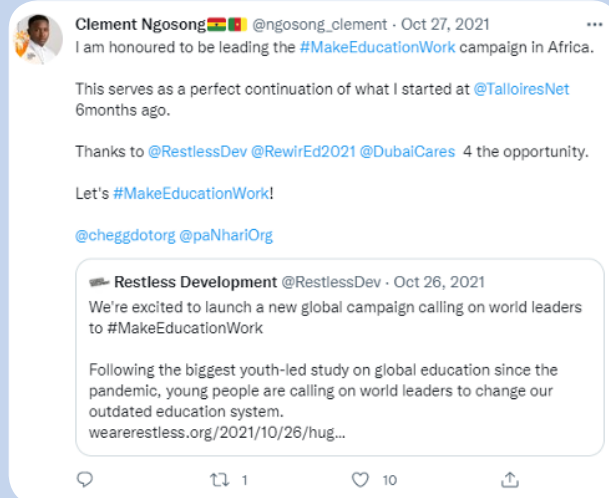 Clement Ngosong🇬🇭🇨🇲 @ngosong_clement · Oct 27, 2021
I am honoured to be leading the #MakeEducationWork campaign in Africa.
This serves as a perfect continuation of what I started at @TalloiresNet
6months ago.
Thanks to @RestlessDev @RewirEd2021 @DubaiCares 4 the opportunity.
Let's #MakeEducationWork!
@cheggdotorg @paNhariOrg
Restless Development @RestlessDev · Oct 26, 2021
We're excited to launch a new global campaign calling on world leaders
to #MakeEducationWork
Following the biggest youth-led study on global education since the
pandemic, young people are calling on world leaders to change our
outdated education system.
wearerestless.org/2021/10/26/hug...
1 10